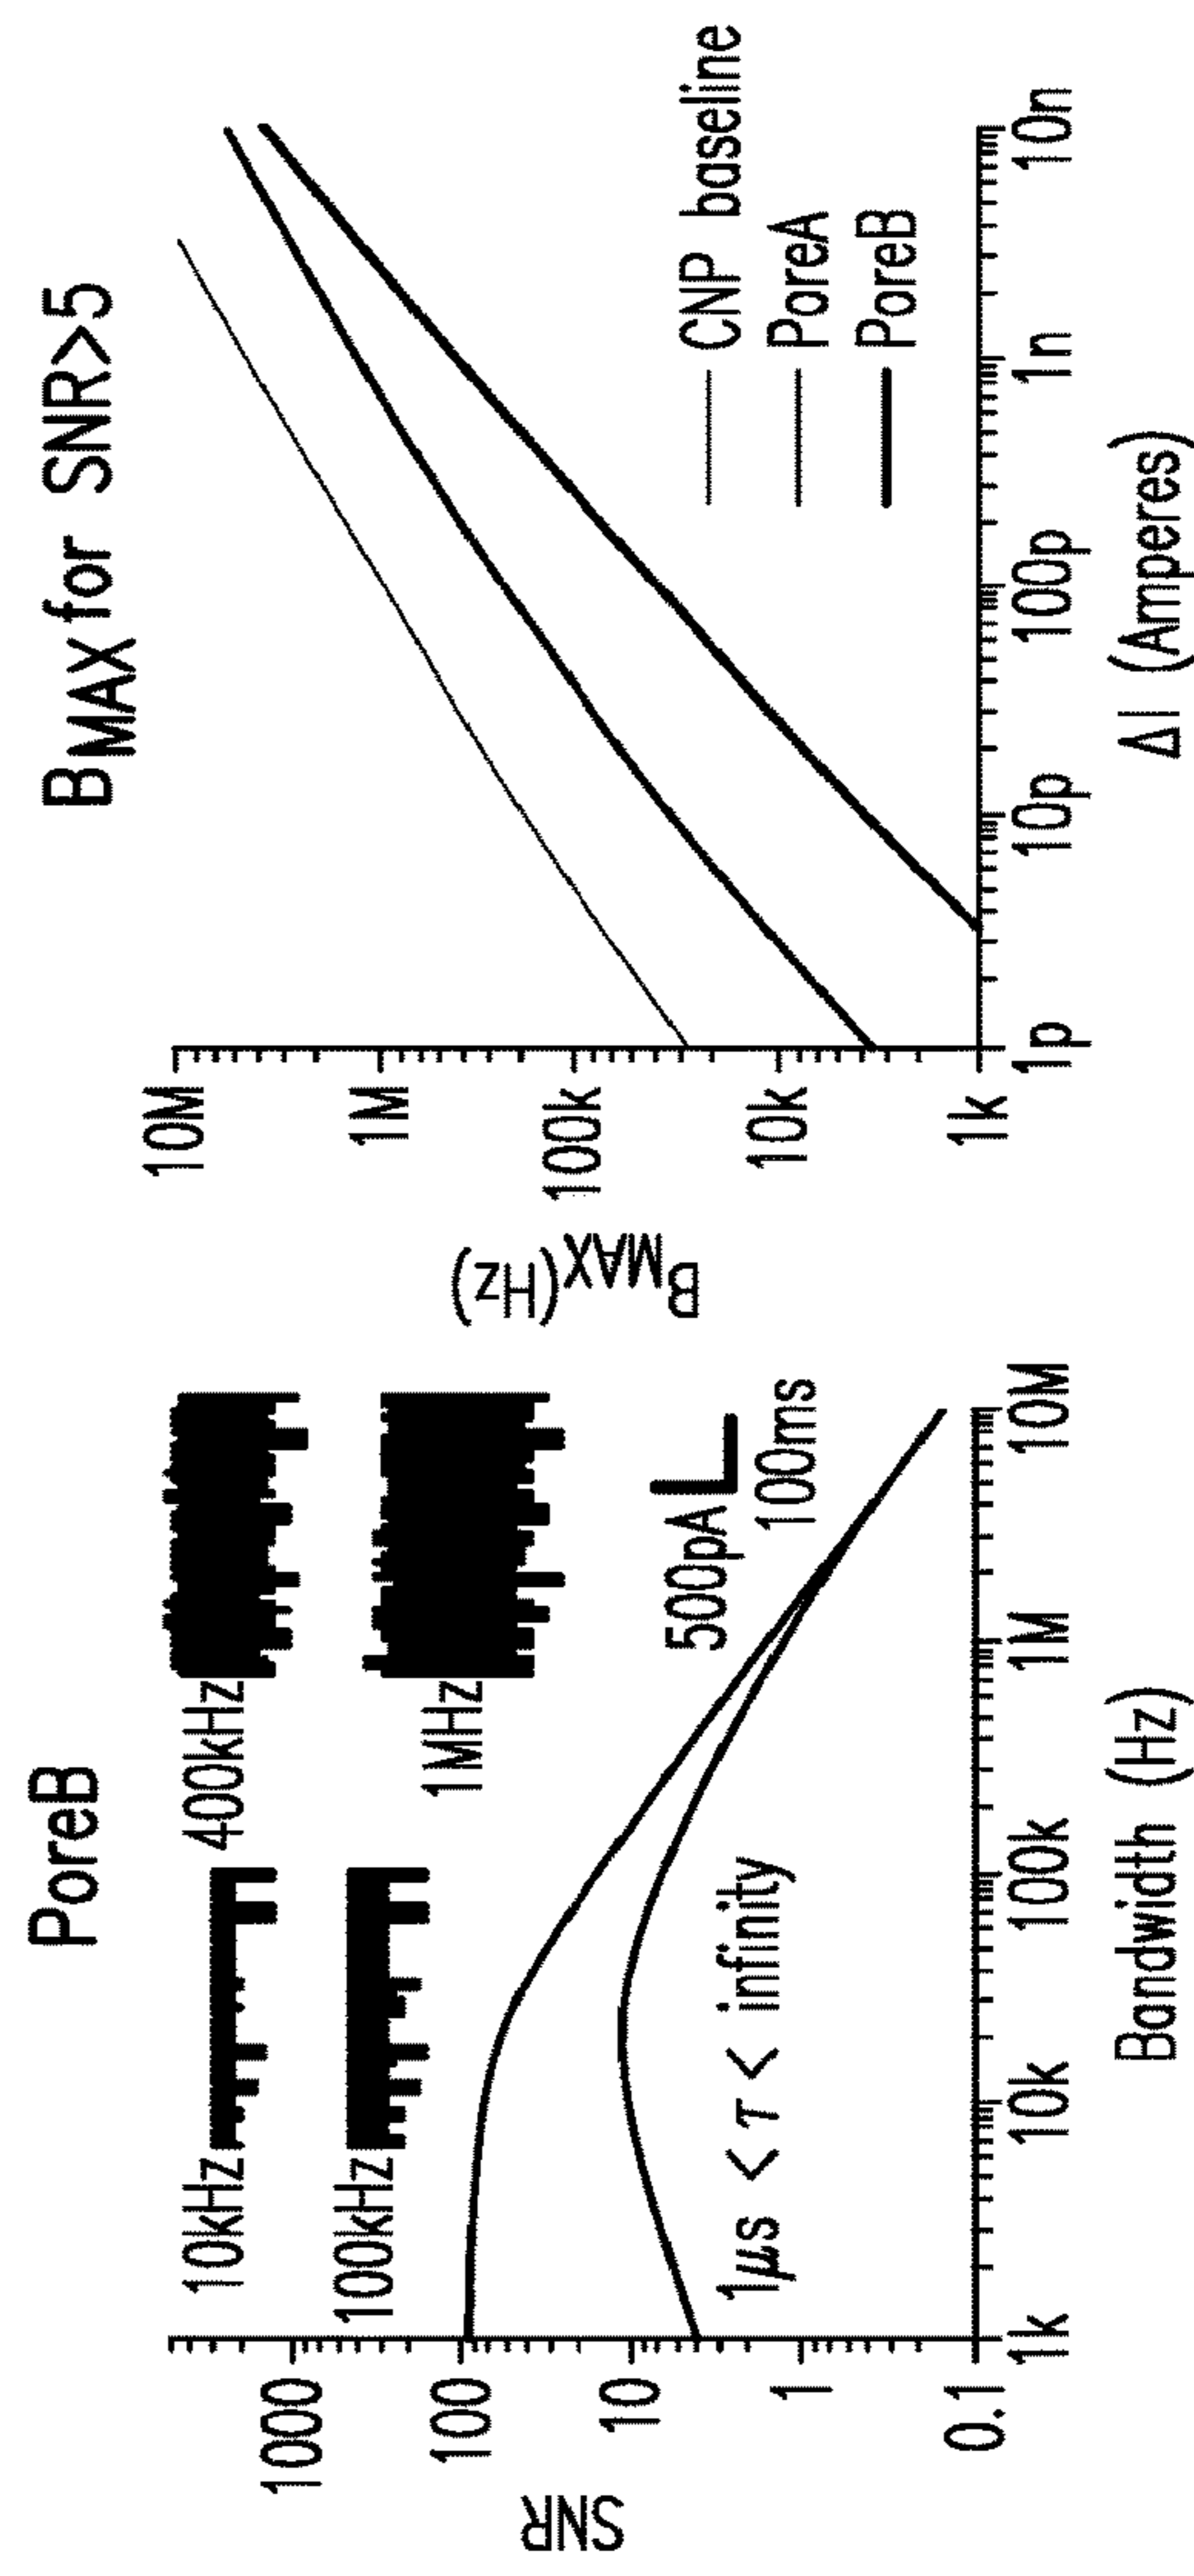 PoreB
SNR
1000
100
10
1
0.1
10kHz
400kHz
100kHz
1MHz
500pA
100ms
1μs < τ < infinity
1k
10k
100k
1M
10M
Bandwidth (Hz)
BMAX for SNR>5
BMAX(Hz)
10M
1M
100k
10k
1k
CNP baseline
PoreA
PoreB
1p
10p
100p
1n
10n
ΔI (Amperes)